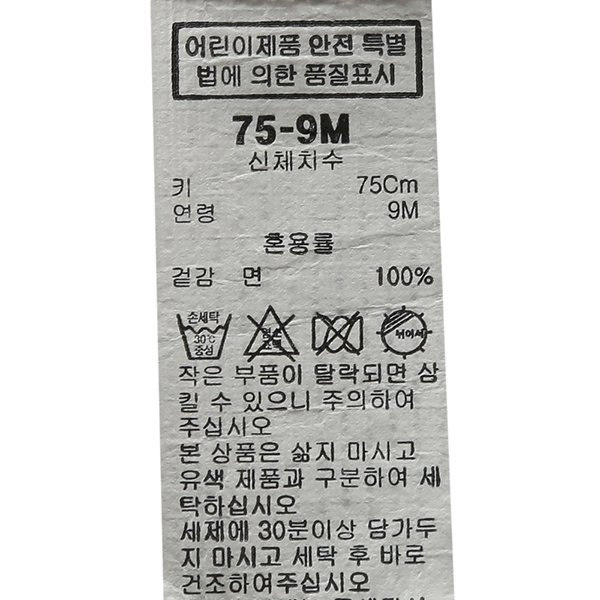 어린이제품 안전 특별
법에 의한 품질표시
75-9M
신체치수
키 75Cm
연령 9M
혼용률
겉감 면 100%
손세탁
30℃
중성
뉘어서
작은 부품이 탈락되면 삼
킬 수 있으니 주의하여
주십시오
본 상품은 삶지 마시고
유색 제품과 구분하여 세
탁하십시오
세제에 30분이상 담가두
지 마시고 세탁 후 바로
건조하여주십시오